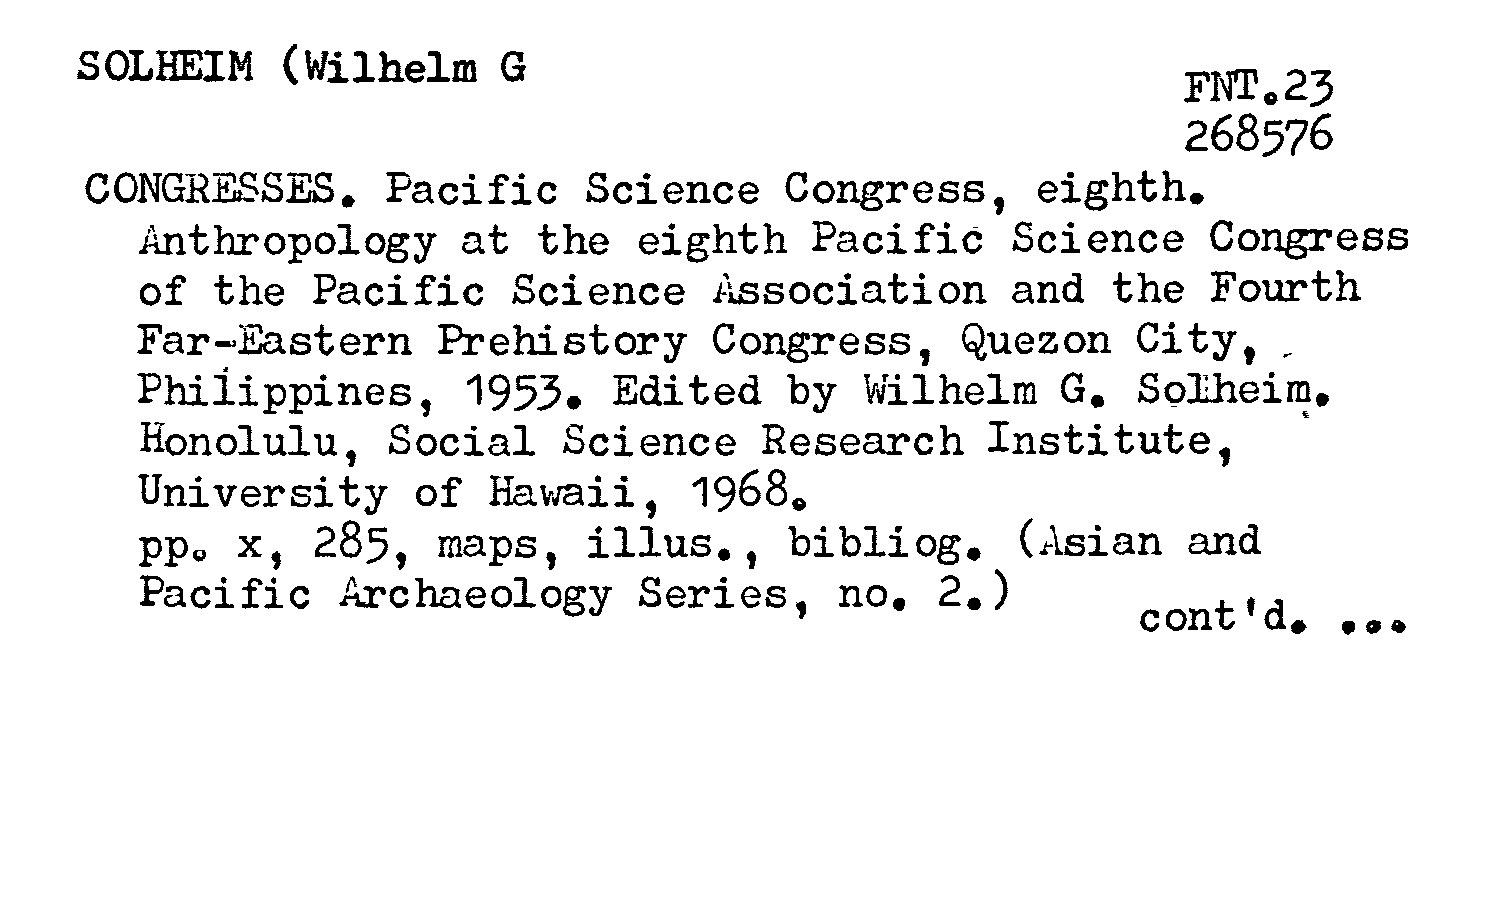 SOLHEIM (Wilhelm G
FNT.23
268576
CONGRESSES. Pacific Science Congress, eighth.
Anthropology at the eighth Pacific Science Congress
of the Pacific Science Association and the Fourth
Far-Eastern Prehistory Congress, Quezon City,
Philippines, 1953. Edited by Wilhelm G. Solheim.
Honolulu, Social Science Research Institute,
University of Hawaii, 1968.
pp. x, 285, maps, illus., bibliog. (Asian and
Pacific Archaeology Series, no. 2.)
cont'd. ...